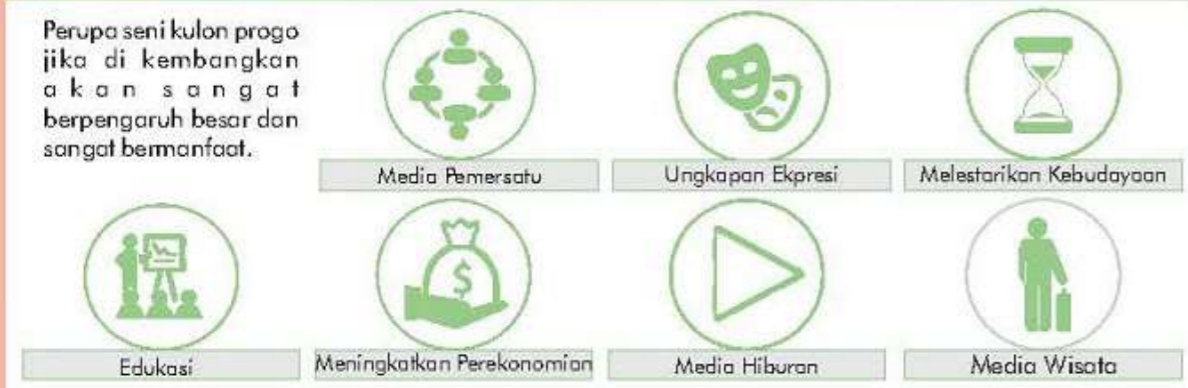 Perupa seni kulon progo
jika di kembangkan
akan sangat
berpengaruh besar dan
sangat bermanfaat.
Media Pemersatu
Ungkapan Ekpresi
Melestarikan Kebudayaan
$
Edukasi
Meningkatkan Perekonomian
Media Hiburan
Media Wisata